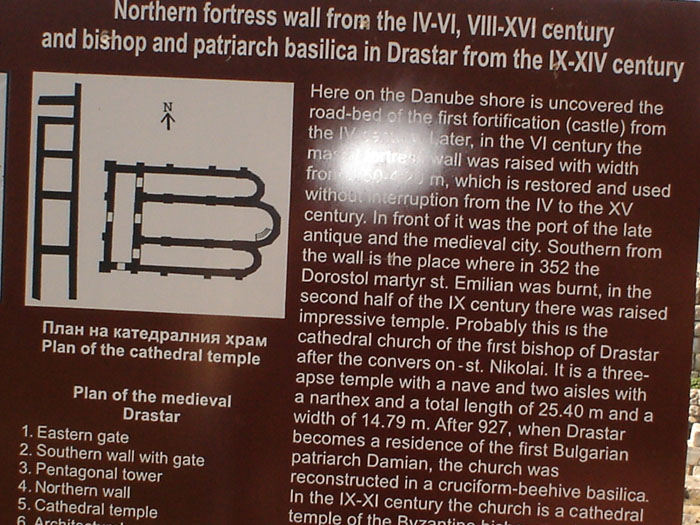 Northern fortress wall from the IV-VI, VIII-XVI century
and bishop and patriarch basilica in Drastar from the IX-XIV century
N
План на катедралния храм
Plan of the cathedral temple
Plan of the medieval
Drastar
1. Eastern gate
2. Southern wall with gate
3. Pentagonal tower
4. Northern wall
5. Cathedral temple
6.
Here on the Danube shore is uncovered the
road-bed of the first fortification (castle) from
the IV century. Later, in the VI century the
fortress wall was raised with width
m, which is restored and used
without interruption from the IV to the XV
century. In front of it was the port of the late
antique and the medieval city. Southern from
the wall is the place where in 352 the
Dorostol martyr st. Emilian was burnt, in the
second half of the IX century there was raised
impressive temple. Probably this is the
cathedral church of the first bishop of Drastar
after the convers on - st. Nikolai. It is a three-
apse temple with a nave and two aisles with
a narthex and a total length of 25.40 m and a
width of 14.79 m. After 927, when Drastar
becomes a residence of the first Bulgarian
patriarch Damian, the church was
reconstructed in a cruciform-beehive basilica.
In the IX-XI century the church is a cathedral
temple of the Byzantine